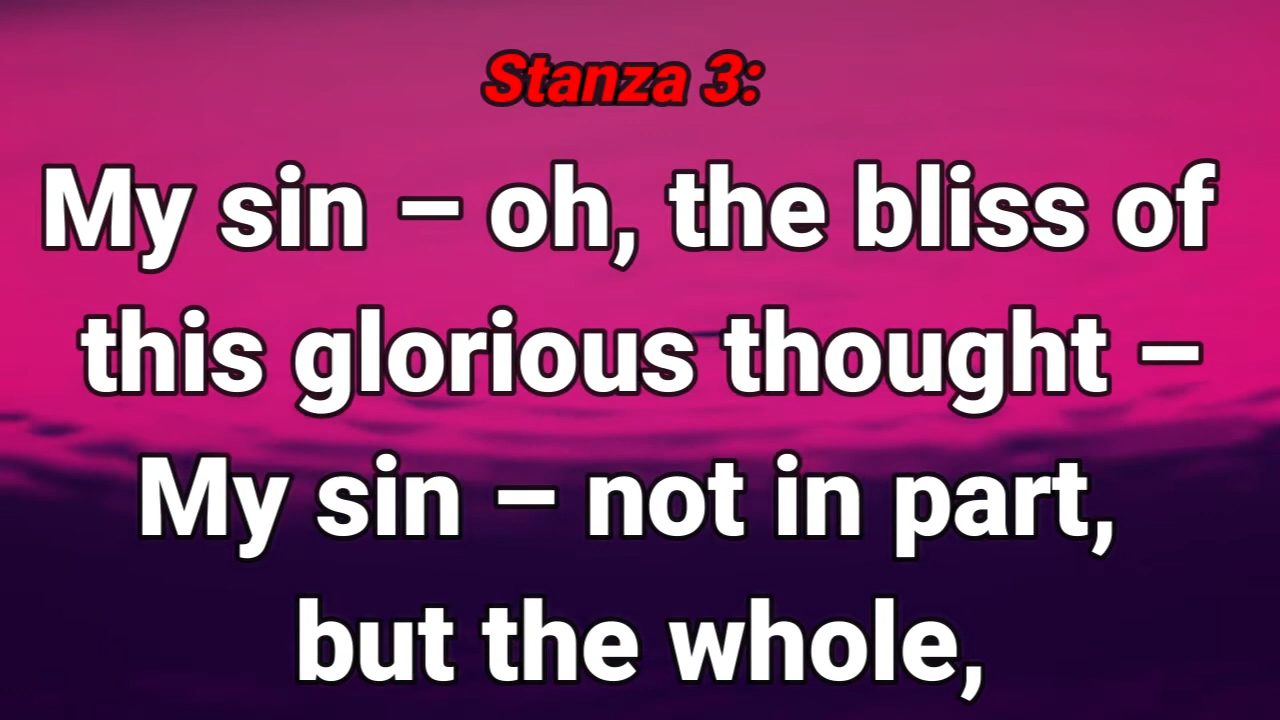 Stanza 3:
My sin – oh, the bliss of
this glorious thought –
My sin – not in part,
but the whole,